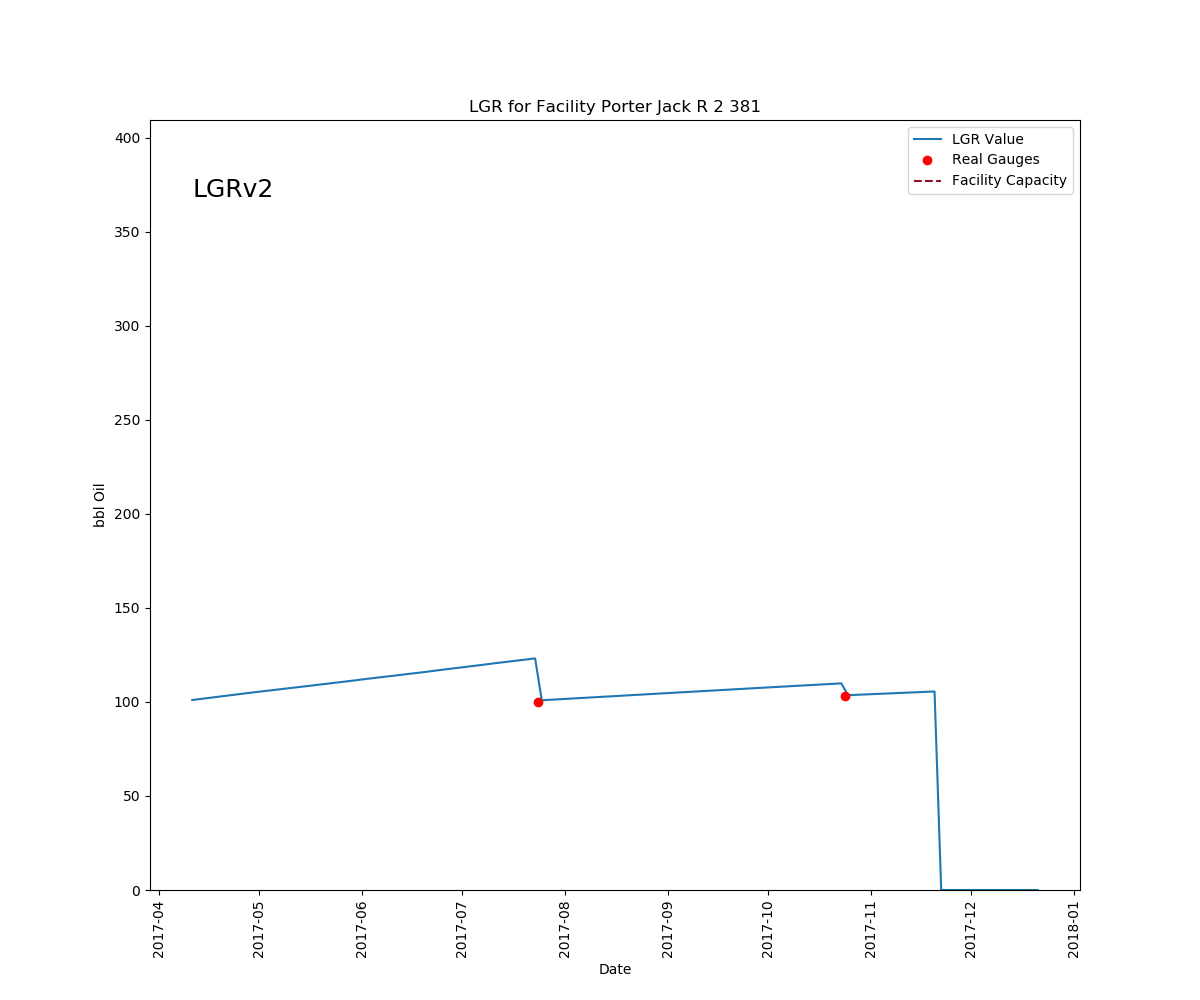 LGR for Facility Porter Jack R 2 381
LGR Value
Real Gauges
Facility Capacity
LGRv2
bbl Oil
400
350
300
250
200
150
100
50
0
2017-04
2017-05
2017-06
2017-07
2017-08
2017-09
2017-10
2017-11
2017-12
2018-01
Date